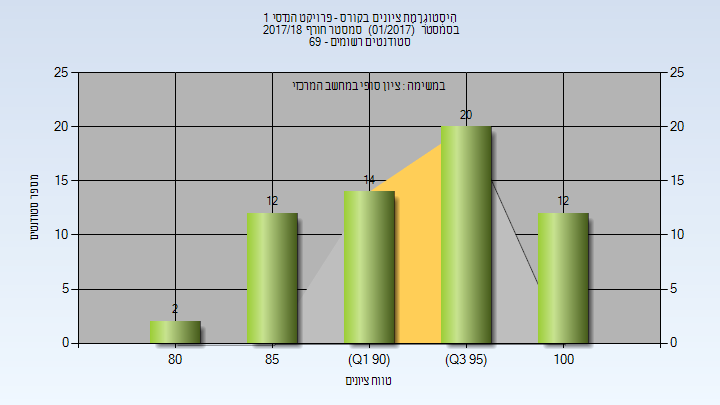 היסטוגרמת ציונים בקורס - פרויקט הנדסי 1
בסמסטר (01/2017) סמסטר חורף 2017/18
סטודנטים רשומים - 69
במשימה : ציון סופי במחשב המרכזי
25
25
20
20
20
15
15
14
12
12
10
10
5
5
2
0
0
מספר סטודנטים
80
85
(Q1 90)
(Q3 95)
100
טווח ציונים